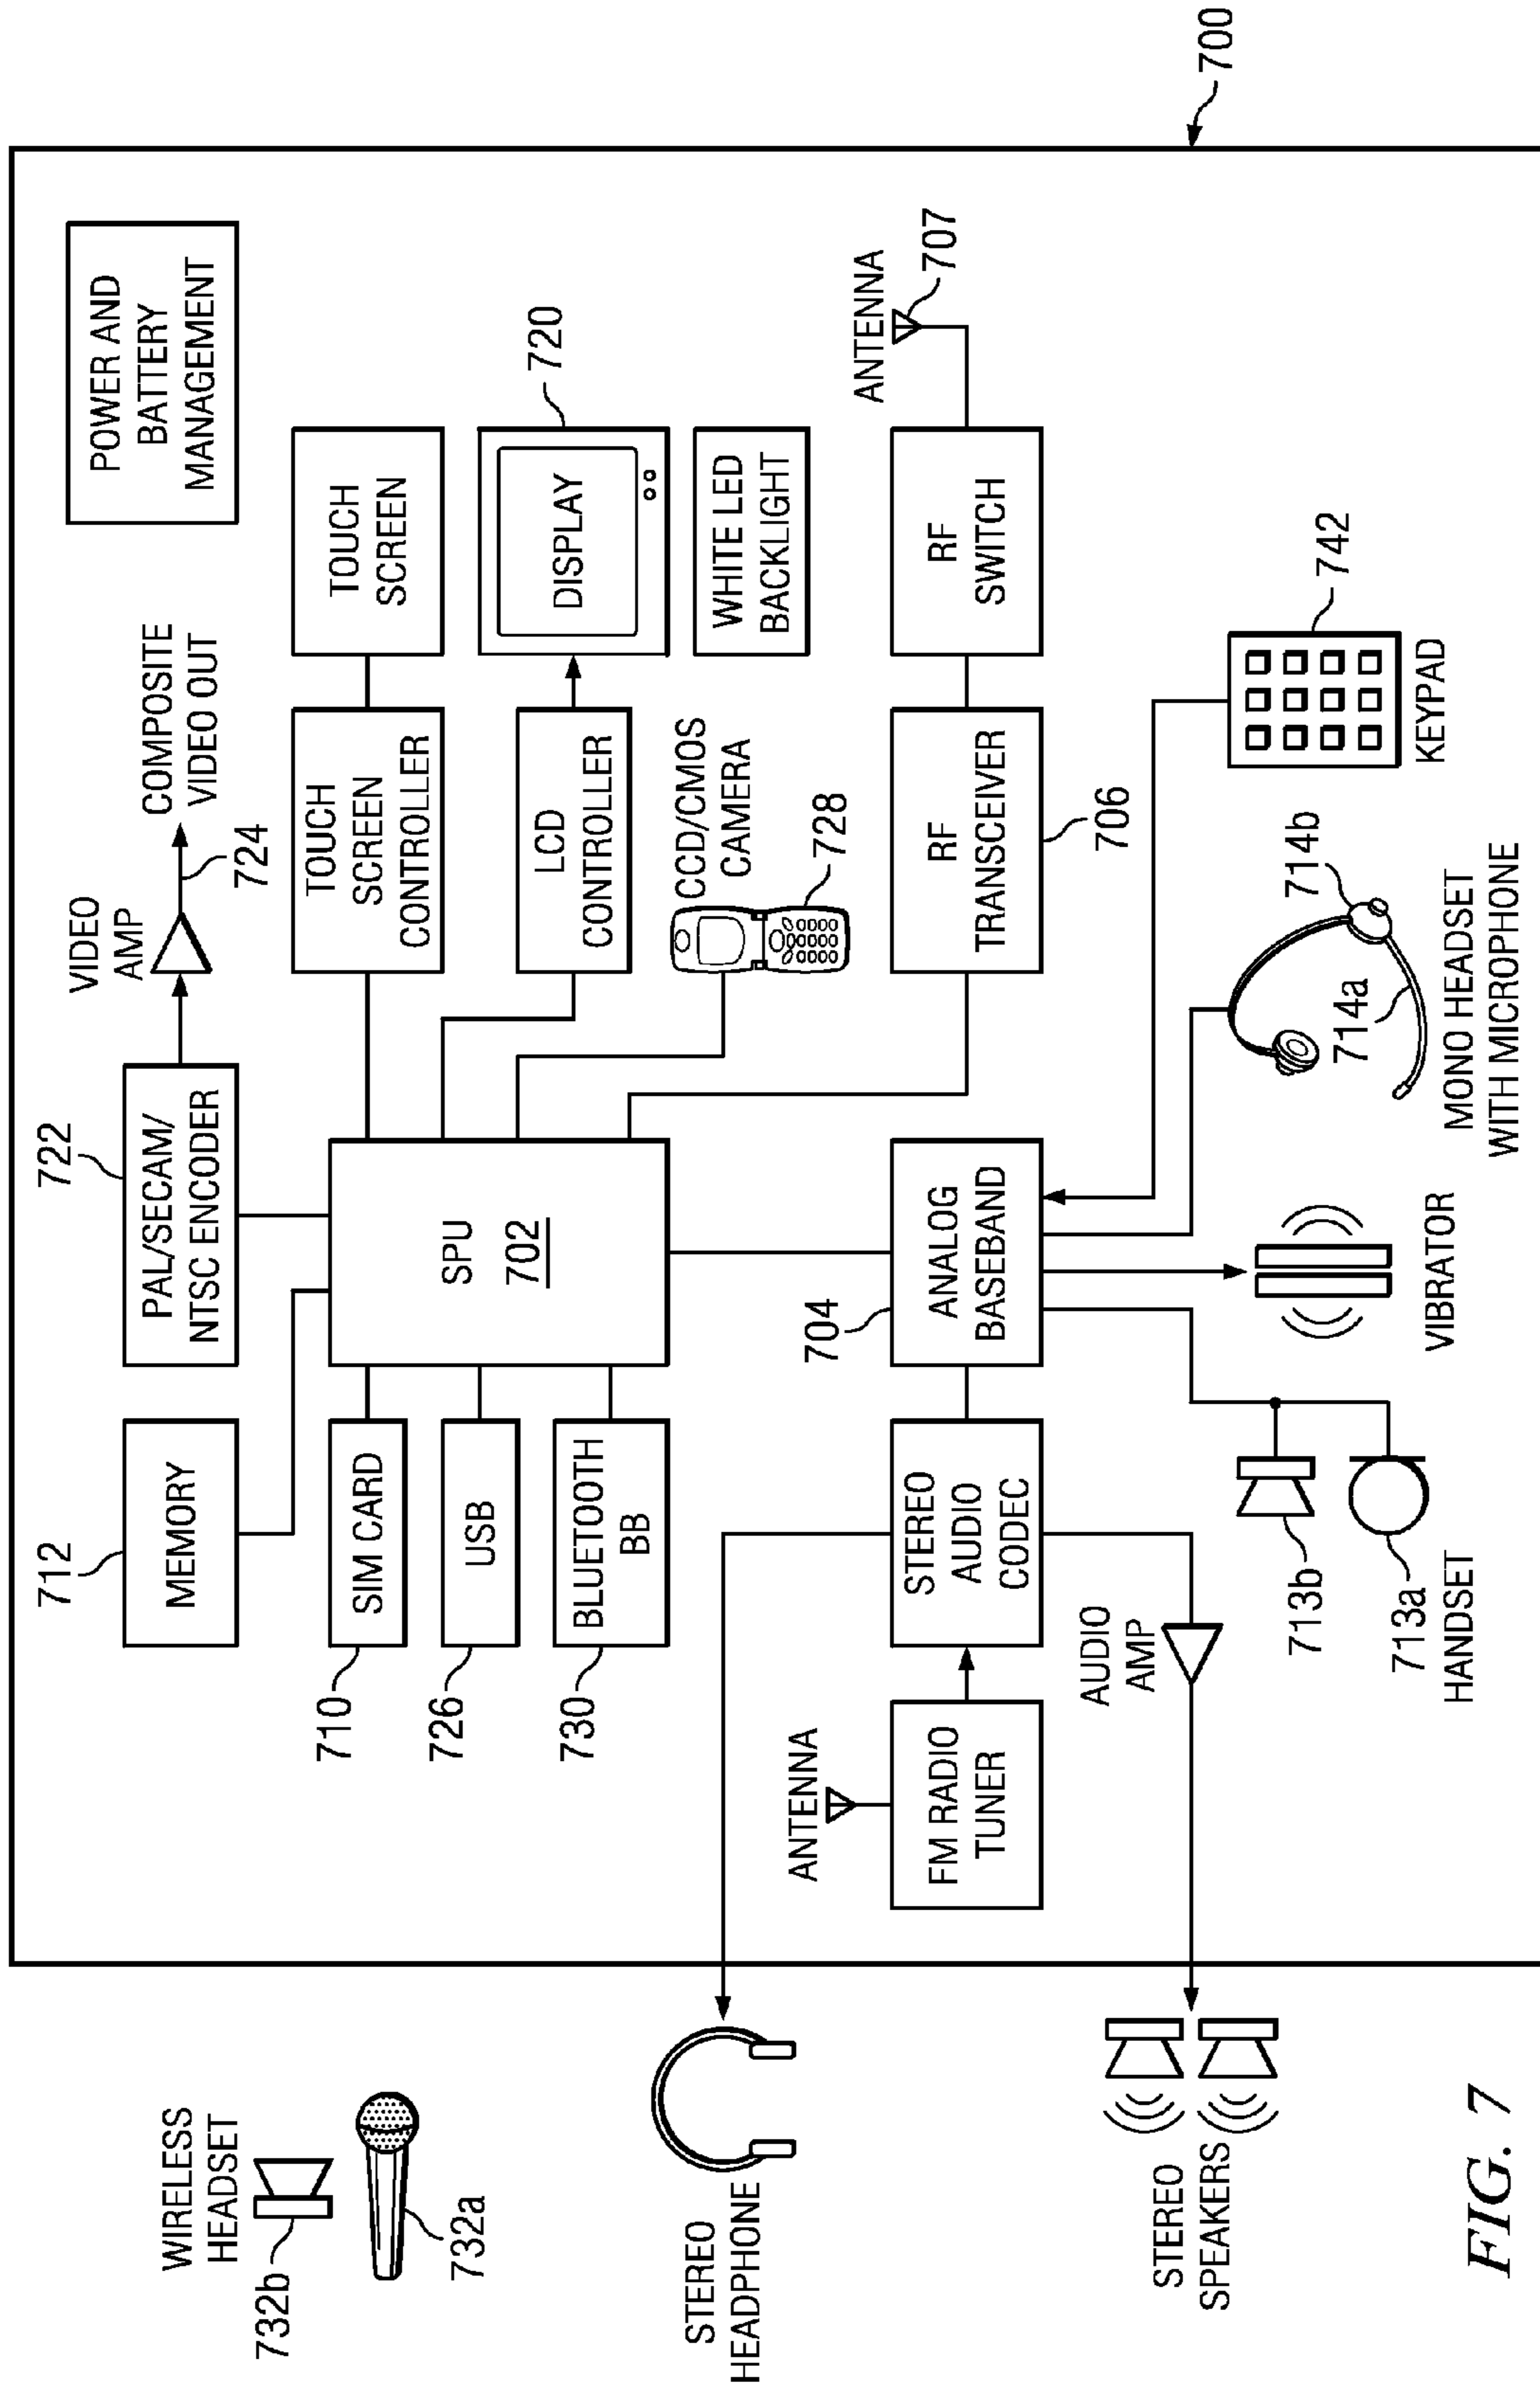 700
POWER AND
BATTERY
MANAGEMENT
COMPOSITE
VIDEO OUT
VIDEO
AMP
724
722
PAL/SECAM/
NTSC ENCODER
712
MEMORY
TOUCH
SCREEN
TOUCH
SCREEN
CONTROLLER
720
DISPLAY
LCD
CONTROLLER
WHITE LED
BACKLIGHT
CCD/CMOS
CAMERA
728
SPU
702
SIM CARD
710
USB
726
BLUETOOTH
BB
730
WIRELESS
HEADSET
732b
732a
ANTENNA
707
RF
SWITCH
RF
TRANSCEIVER
706
704
ANALOG
BASEBAND
STEREO
AUDIO
CODEC
ANTENNA
FM RADIO
TUNER
STEREO
HEADPHONE
AUDIO
AMP
STEREO
SPEAKERS
742
KEYPAD
714b
714a
MONO HEADSET
WITH MICROPHONE
VIBRATOR
713b
713a
HANDSET
FIG. 7